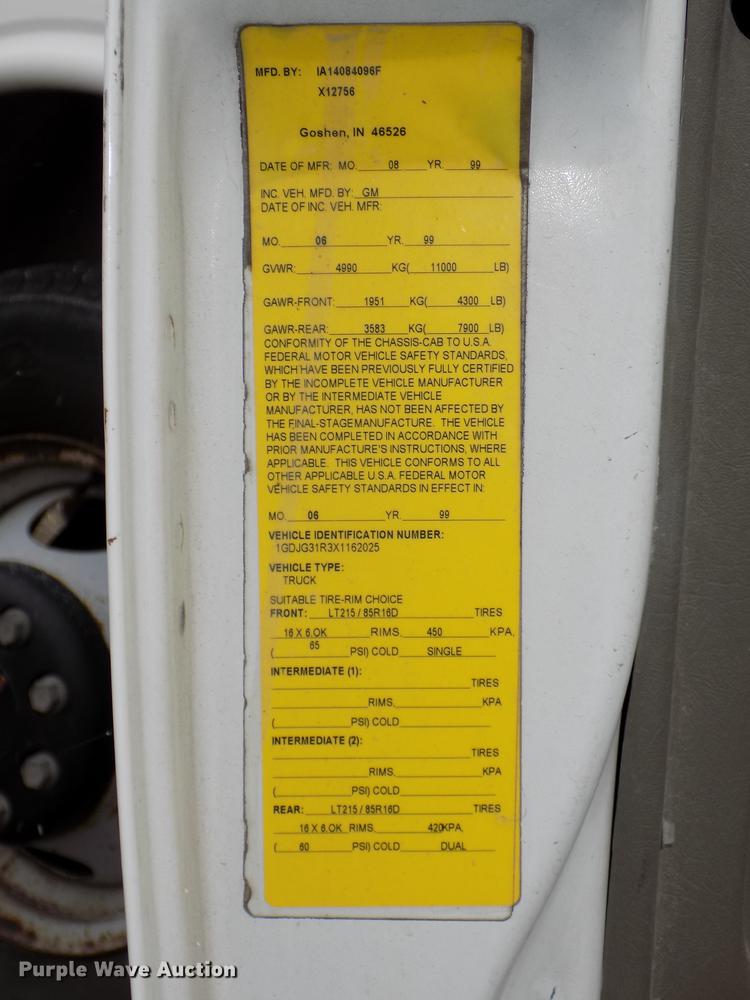 MFD. BY: IA14084096F
X12756
Goshen, IN 46526
DATE OF MFR: MO. 08 YR. 99
INC. VEH. MFD. BY: GM
DATE OF INC. VEH. MFR:
MO. 06 YR. 99
GVWR: 4990 KG( 11000 LB)
GAWR-FRONT: 1951 KG( 4300 LB)
GAWR-REAR: 3583 KG( 7900 LB)
CONFORMITY OF THE CHASSIS-CAB TO U.S.A.
FEDERAL MOTOR VEHICLE SAFETY STANDARDS,
WHICH HAVE BEEN PREVIOUSLY FULLY CERTIFIED
BY THE INCOMPLETE VEHICLE MANUFACTURER
OR BY THE INTERMEDIATE VEHICLE
MANUFACTURER, HAS NOT BEEN AFFECTED BY
THE FINAL-STAGE MANUFACTURE. THE VEHICLE
HAS BEEN COMPLETED IN ACCORDANCE WITH
PRIOR MANUFACTURE'S INSTRUCTIONS, WHERE
APPLICABLE. THIS VEHICLE CONFORMS TO ALL
OTHER APPLICABLE U.S.A. FEDERAL MOTOR
VEHICLE SAFETY STANDARDS IN EFFECT IN:
MO. 06 YR. 99
VEHICLE IDENTIFICATION NUMBER:
1GDJG31R3X1162025
VEHICLE TYPE:
TRUCK
SUITABLE TIRE-RIM CHOICE
FRONT: LT215 / 85R16D TIRES
16 X 6.OK RIMS. 450 KPA,
( 65 PSI) COLD SINGLE
INTERMEDIATE (1):
TIRES
RIMS. KPA
( PSI) COLD
INTERMEDIATE (2):
TIRES
RIMS. KPA
( PSI) COLD
REAR: LT215 / 85R16D TIRES
16 X 6.OK RIMS. 420KPA,
( 60 PSI) COLD DUAL
Purple Wave Auction